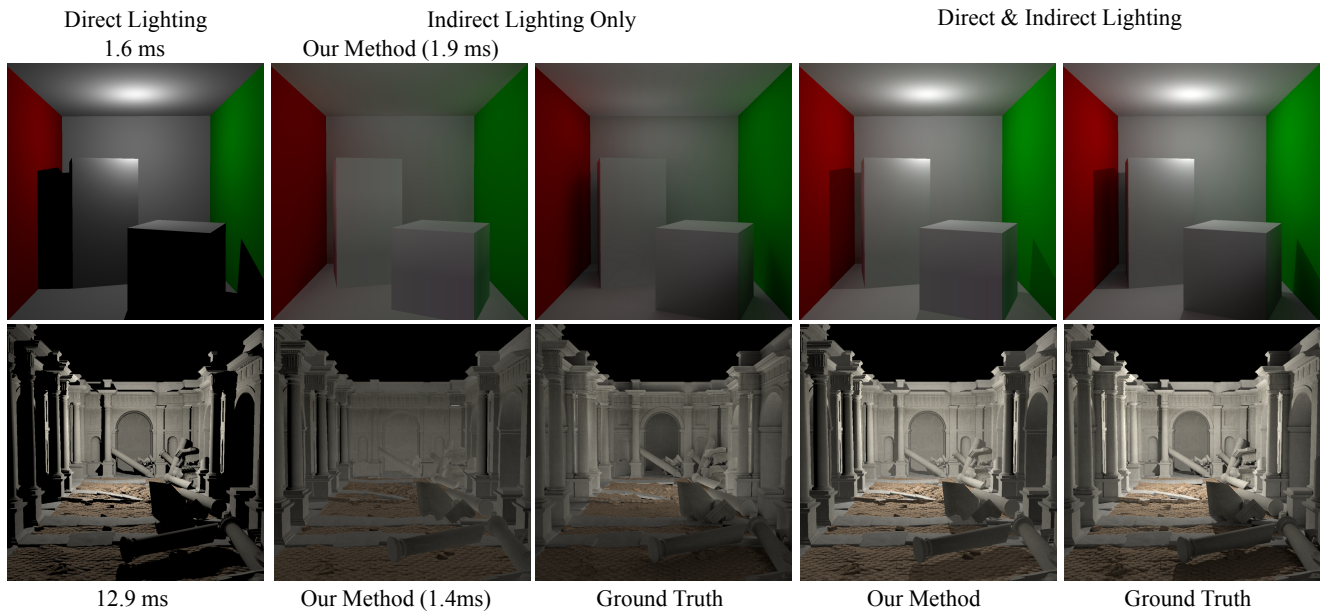 Direct Lighting
Indirect Lighting Only
Direct & Indirect Lighting
1.6 ms
Our Method (1.9 ms)
12.9 ms
Our Method (1.4ms)
Ground Truth
Our Method
Ground Truth